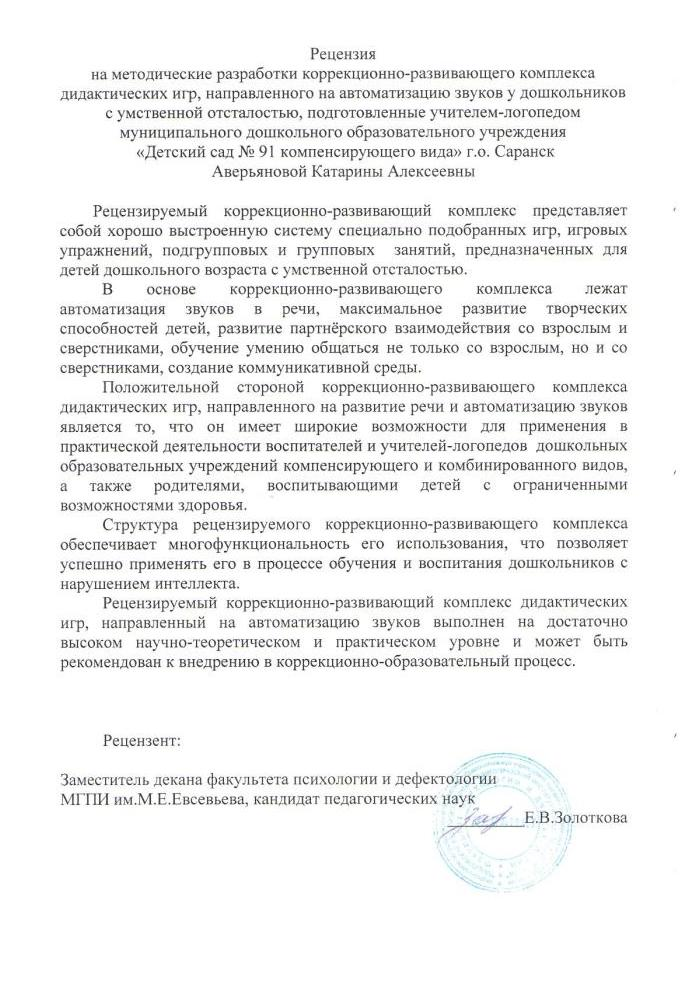 Рецензия
на методические разработки коррекционно-развивающего комплекса
дидактических игр, направленного на автоматизацию звуков у дошкольников
с умственной отсталостью, подготовленные учителем-логопедом
муниципального дошкольного образовательного учреждения
«Детский сад № 91 компенсирующего вида» г.о. Саранск
Аверьяновой Катарины Алексеевны
Рецензируемый коррекционно-развивающий комплекс представляет
собой хорошо выстроенную систему специально подобранных игр, игровых
упражнений, подгрупповых и групповых занятий, предназначенных для
детей дошкольного возраста с умственной отсталостью.
В основе коррекционно-развивающего комплекса лежат
автоматизация звуков в речи, максимальное развитие творческих
способностей детей, развитие партнёрского взаимодействия со взрослым и
сверстниками, обучение умению общаться не только со взрослым, но и со
сверстниками, создание коммуникативной среды.
Положительной стороной коррекционно-развивающего комплекса
дидактических игр, направленного на развитие речи и автоматизацию звуков
является то, что он имеет широкие возможности для применения в
практической деятельности воспитателей и учителей-логопедов дошкольных
образовательных учреждений компенсирующего и комбинированного видов,
а также родителями, воспитывающими детей с ограниченными
возможностями здоровья.
Структура рецензируемого коррекционно-развивающего комплекса
обеспечивает многофункциональность его использования, что позволяет
успешно применять его в процессе обучения и воспитания дошкольников с
нарушением интеллекта.
Рецензируемый коррекционно-развивающий комплекс дидактических
игр, направленный на автоматизацию звуков выполнен на достаточно
высоком научно-теоретическом и практическом уровне и может быть
рекомендован к внедрению в коррекционно-образовательный процесс.
Рецензент:
Заместитель декана факультета психологии и дефектологии
МГПИ им.М.Е.Евсевьева, кандидат педагогических наук
Е.В.Золоткова